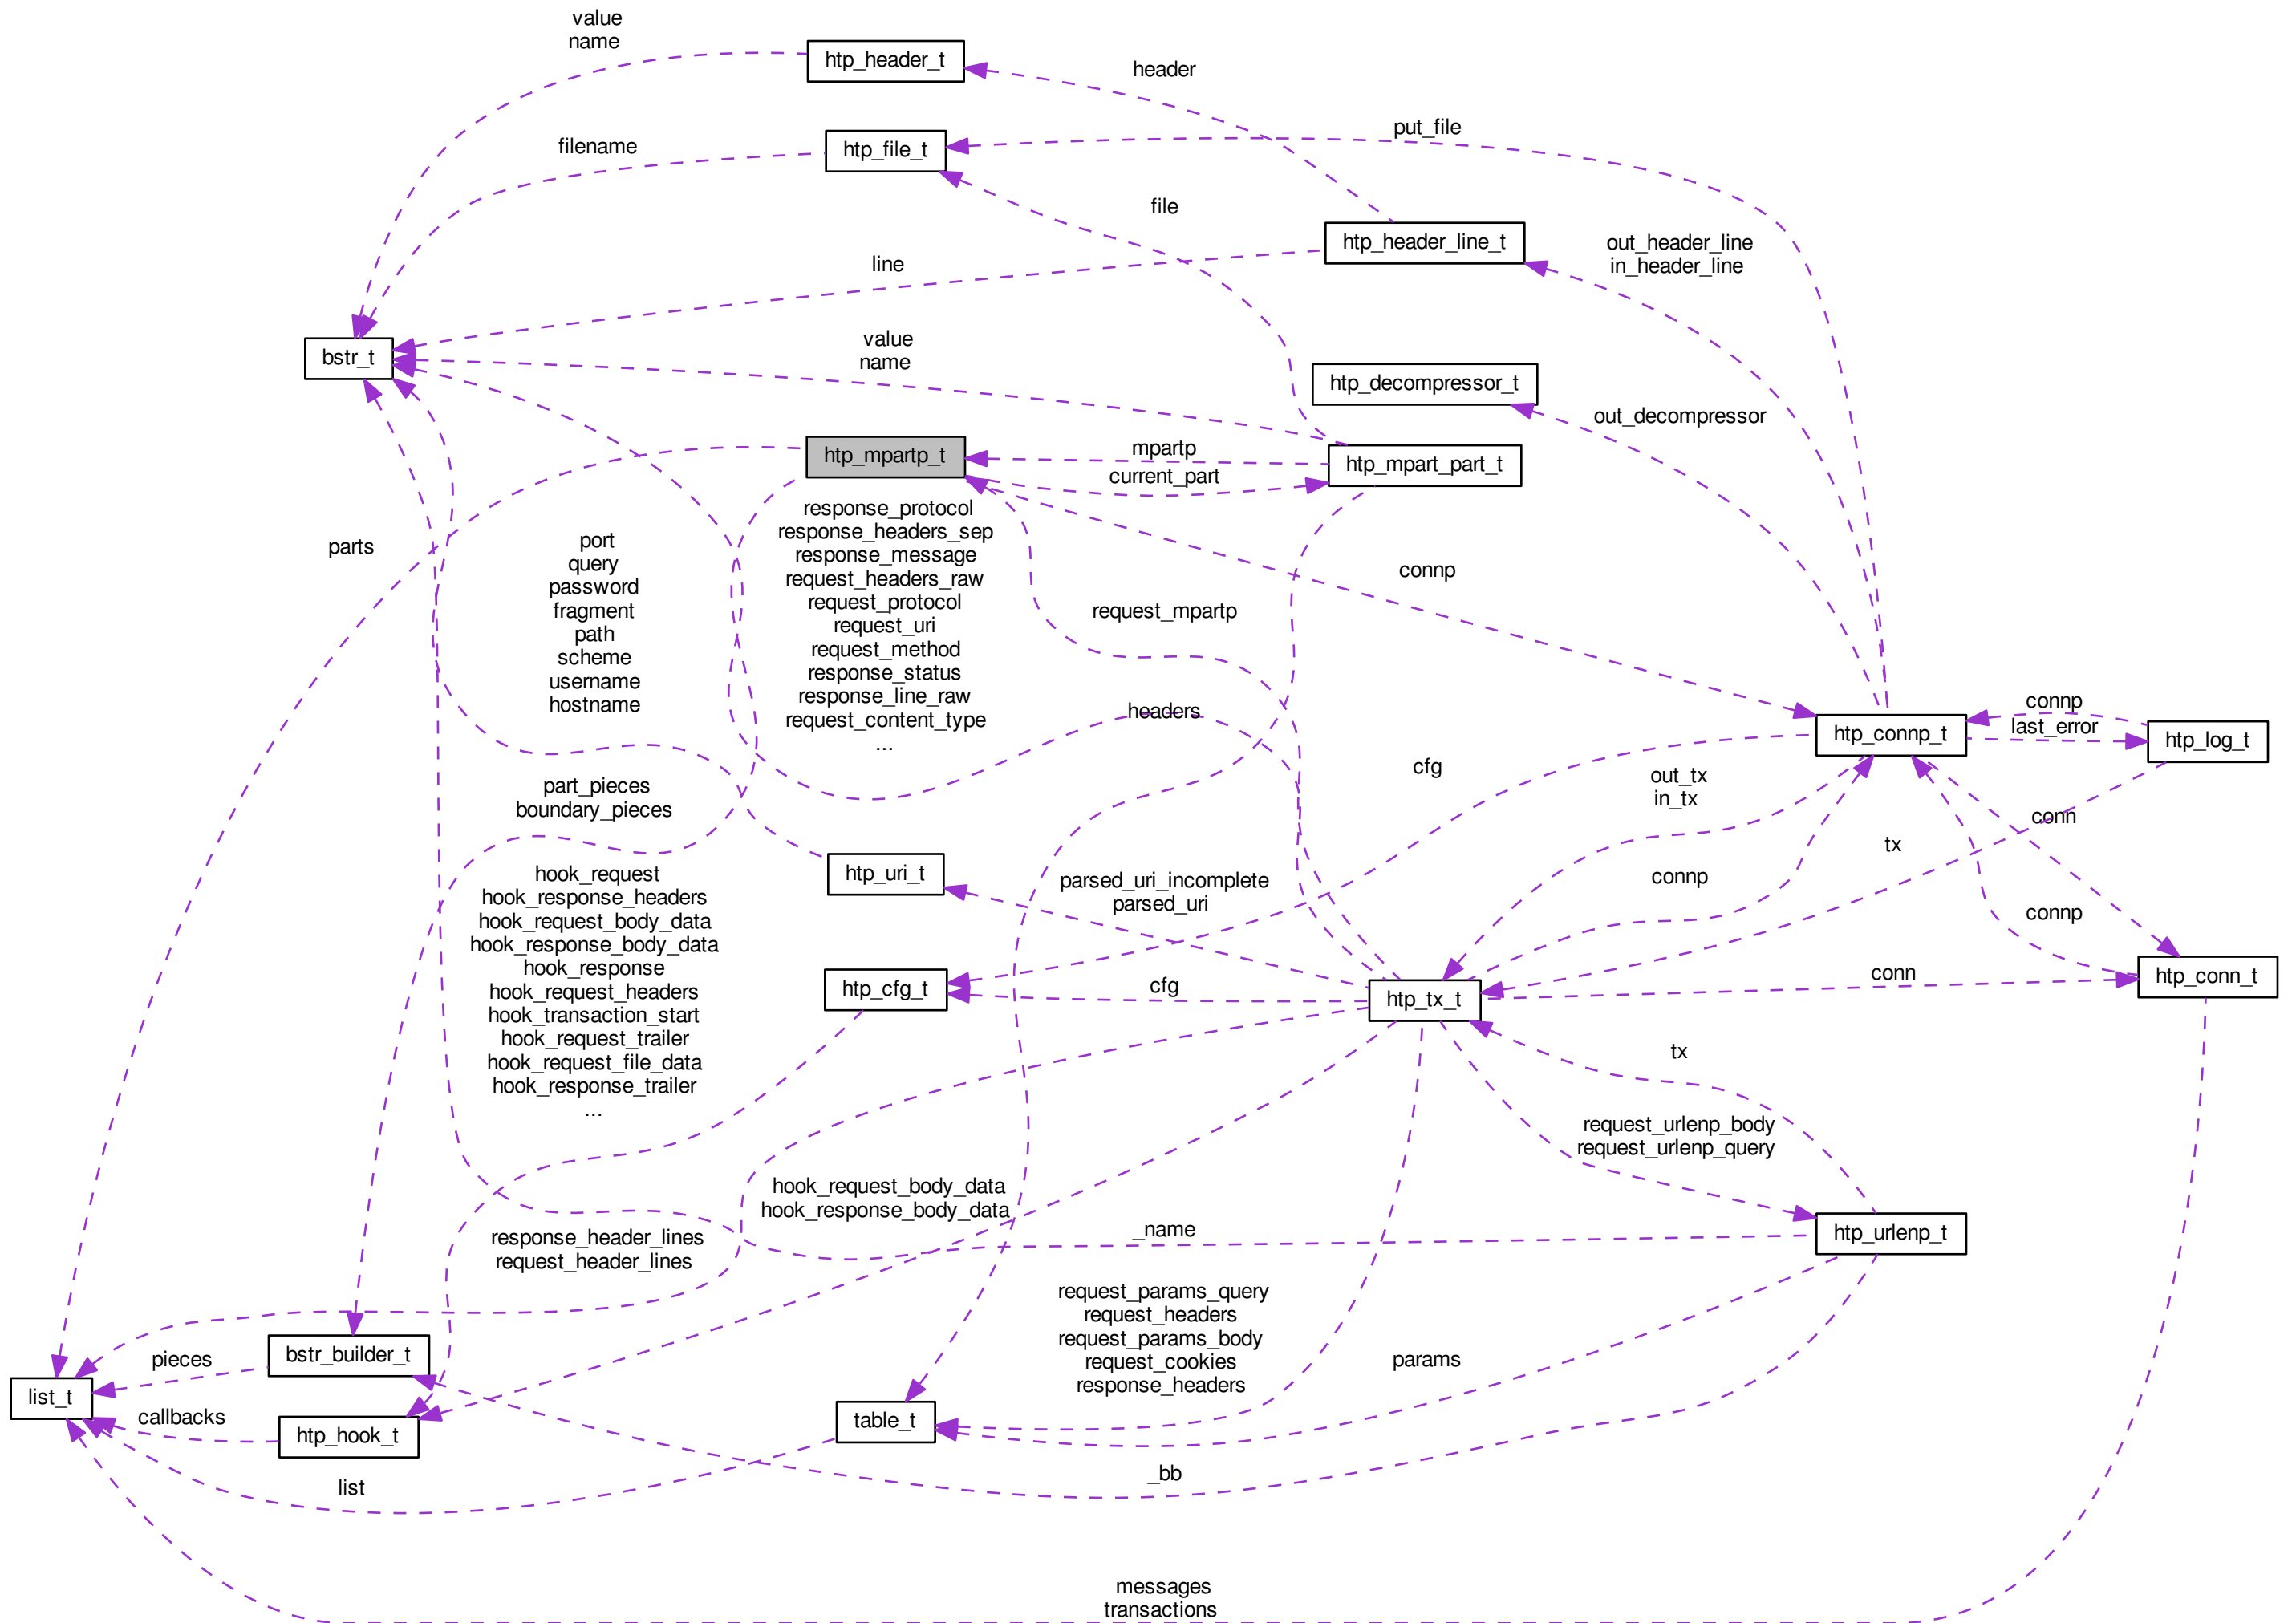 value
name
htp_header_t
header
put_file
filename
htp_file_t
file
htp_header_line_t
out_header_line
in_header_line
line
bstr_t
value
name
htp_decompressor_t
out_decompressor
htp_mpartp_t
mpartp
current_part
htp_mpart_part_t
parts
port
query
password
fragment
path
scheme
username
hostname
response_protocol
response_headers_sep
response_message
request_headers_raw
request_protocol
request_uri
request_method
response_status
response_line_raw
request_content_type
...
connp
request_mpartp
headers
htp_connp_t
connp
last_error
htp_log_t
cfg
out_tx
in_tx
conn
tx
part_pieces
boundary_pieces
htp_uri_t
parsed_uri_incomplete
parsed_uri
connp
connp
hook_request
hook_response_headers
hook_request_body_data
hook_response_body_data
hook_response
hook_request_headers
hook_transaction_start
hook_request_trailer
hook_request_file_data
hook_response_trailer
...
htp_cfg_t
cfg
htp_tx_t
conn
htp_conn_t
tx
request_urlenp_body
request_urlenp_query
hook_request_body_data
hook_response_body_data
response_header_lines
request_header_lines
_name
htp_urlenp_t
request_params_query
request_headers
request_params_body
request_cookies
response_headers
params
bstr_builder_t
pieces
list_t
callbacks
htp_hook_t
table_t
list
_bb
messages
transactions